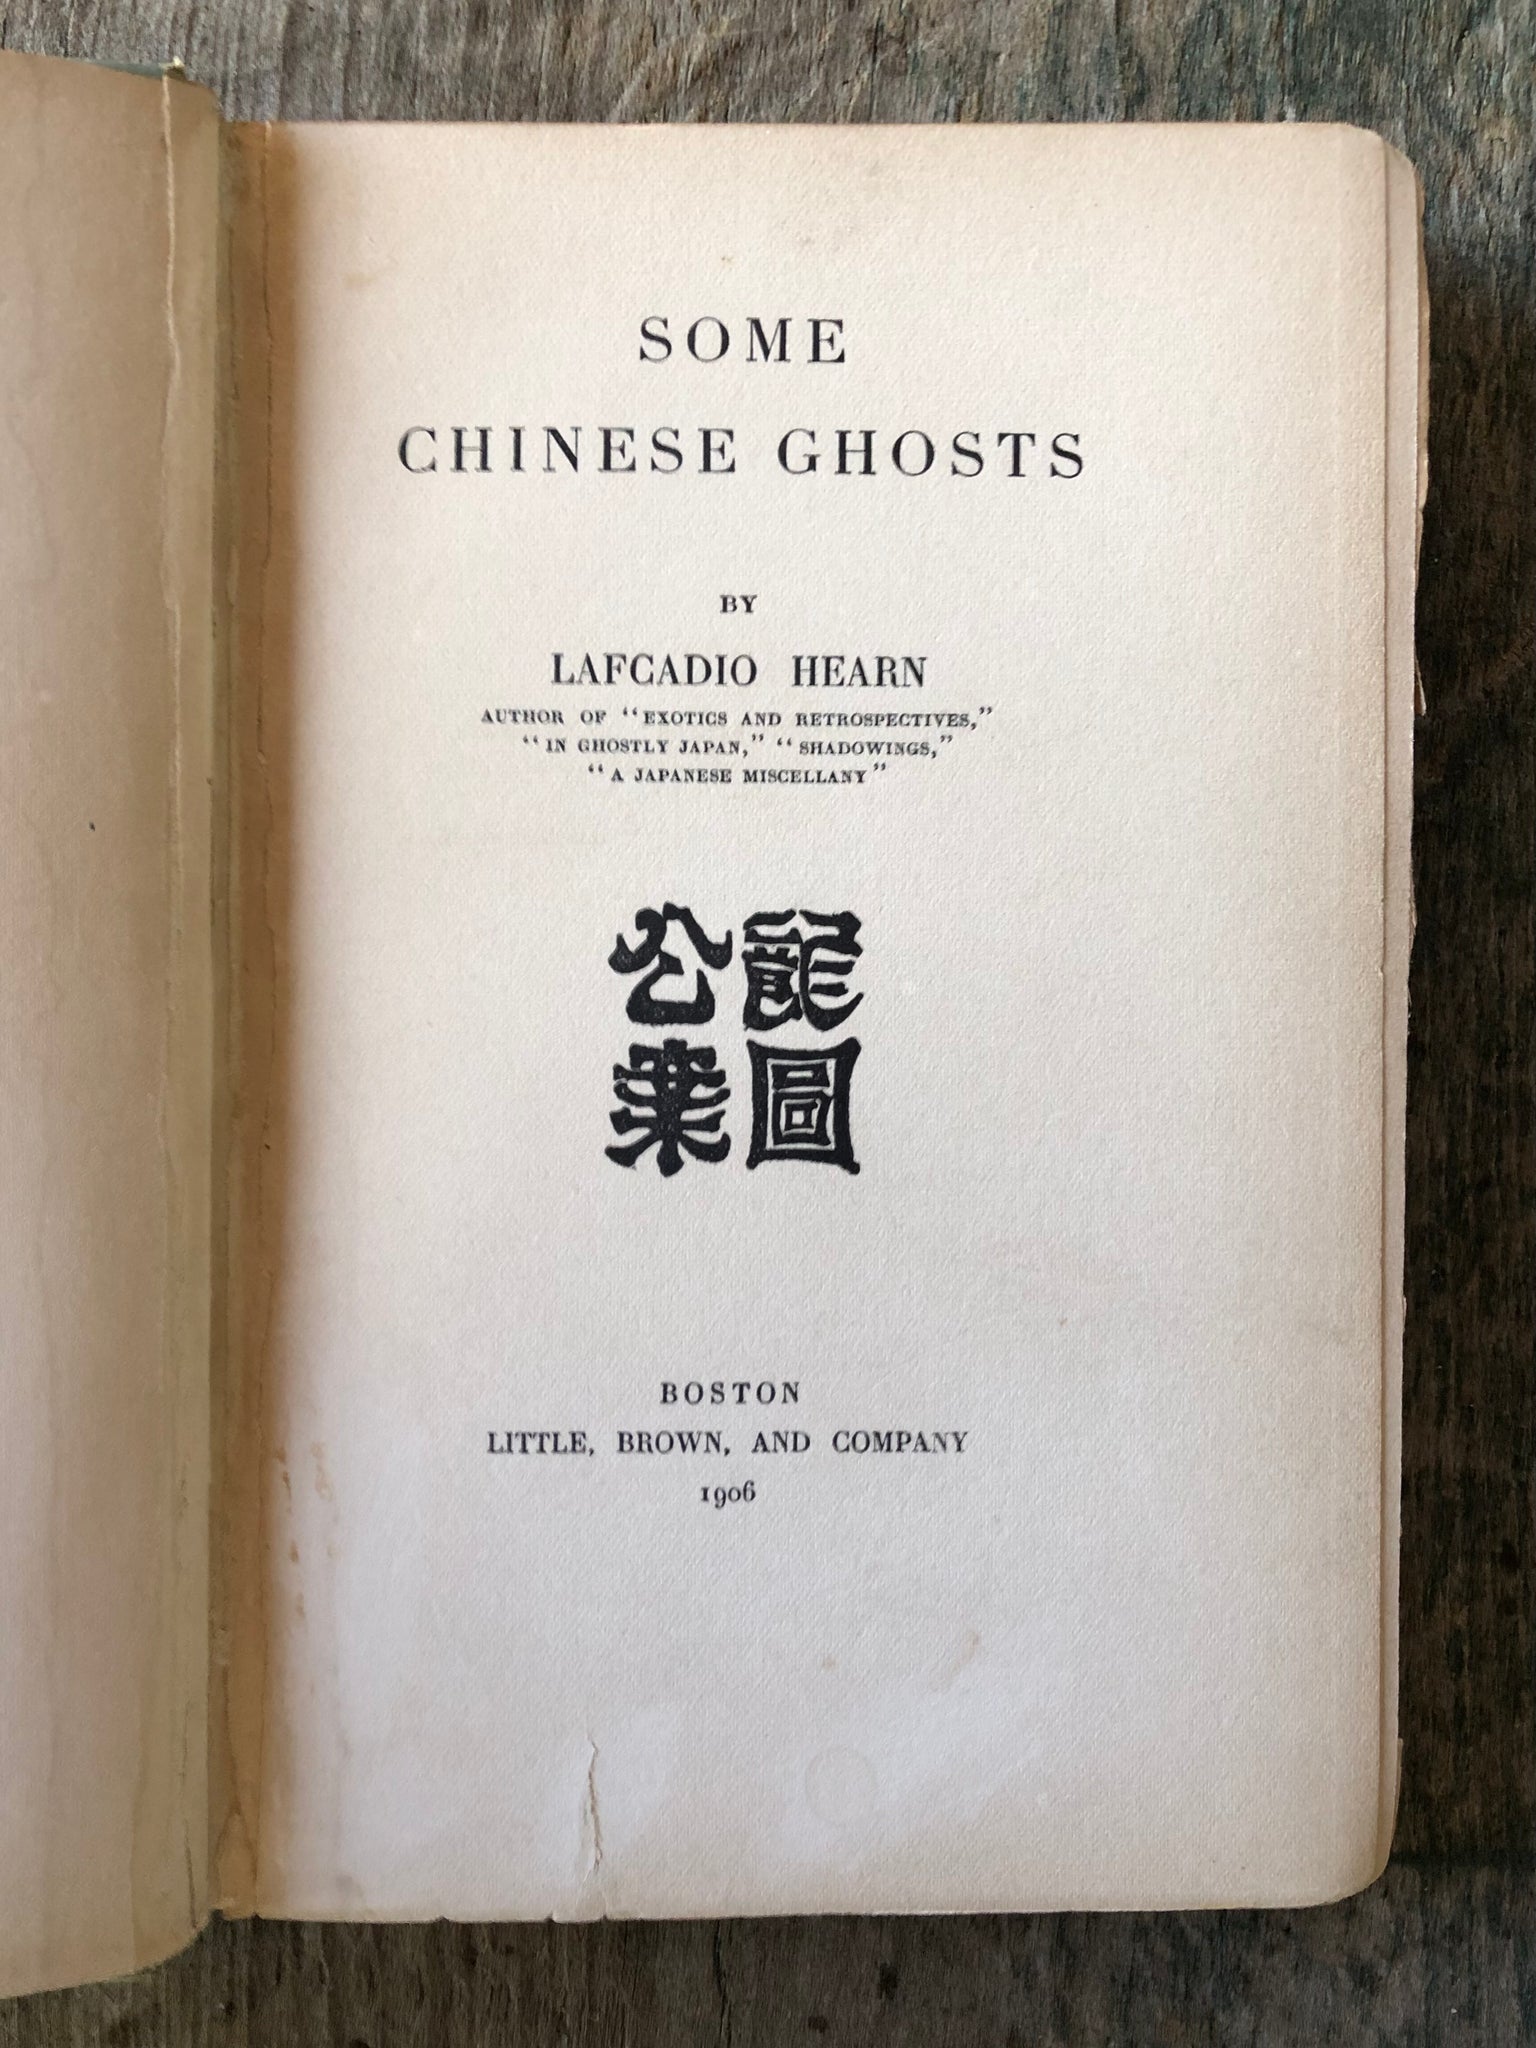 SOME
CHINESE GHOSTS
BY
LAFCADIO HEARN
AUTHOR OF “EXOTICS AND RETROSPECTIVES,”
“IN GHOSTLY JAPAN,” “SHADOWINGS,”
“A JAPANESE MISCELLANY”
龍圖
公
BOSTON
LITTLE, BROWN, AND COMPANY
1906